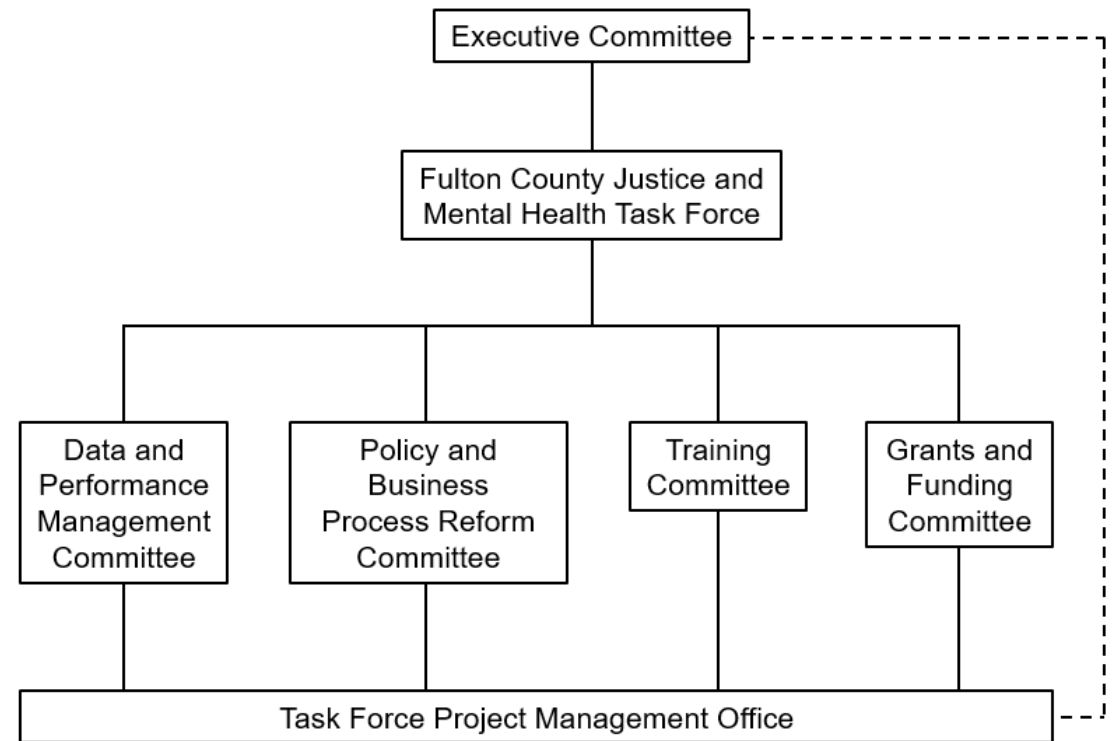 Executive Committee
Fulton County Justice and
Mental Health Task Force
Data and
Performance
Management
Committee
Policy and
Business
Process Reform
Committee
Training
Committee
Grants and
Funding
Committee
Task Force Project Management Office